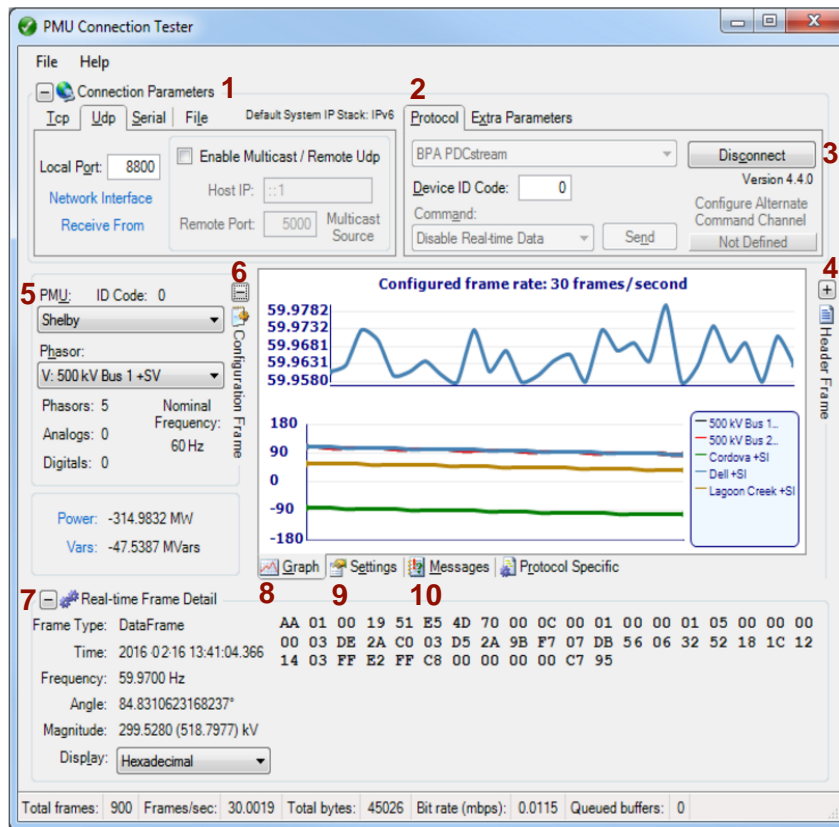 PMU Connection Tester
File Help
Connection Parameters 1
2
Tcp Udp Serial File Default System IP Stack: IPv6
Protocol Extra Parameters
Local Port: 8800
Network Interface
Receive From
Enable Multicast / Remote Udp
Host IP: ::1
Remote Port: 5000 Multicast
Source
BPA PDCstream
Device ID Code: 0
Command:
Disable Real-time Data Send
Disconnect 3
Version 4.4.0
Configure Alternate
Command Channel
Not Defined
5 PMU: ID Code: 0
6
Shelby
Phasor:
V: 500 kV Bus 1 +SV
Phasors: 5
Analogs: 0
Digitals: 0
Nominal
Frequency:
60 Hz
Configuration Frame
Power: -314.9832 MW
Vars: -47.5387 MVars
Configured frame rate: 30 frames/second
59.9782
59.9732
59.9681
59.9631
59.9580
180
90
0
-90
-180
500 kV Bus 1...
500 kV Bus 2...
Cordova +SI
Dell +SI
Lagoon Creek +SI
4
Header Frame
Graph Settings Messages Protocol Specific
8 9 10
7 Real-time Frame Detail
Frame Type: DataFrame
Time: 2016-02-16 13:41:04.366
Frequency: 59.9700 Hz
Angle: 84.8310623168237°
Magnitude: 299.5280 (518.7977) kV
Display: Hexadecimal
AA 01 00 19 51 E5 4D 70 00 0C 00 01 00 00 01 05 00 00 00
00 03 DE 2A C0 03 D5 2A 9B F7 07 DB 56 06 32 52 18 1C 12
14 03 FF E2 FF C8 00 00 00 00 C7 95
Total frames: 900 Frames/sec: 30.0019 Total bytes: 45026 Bit rate (mbps): 0.0115 Queued buffers: 0